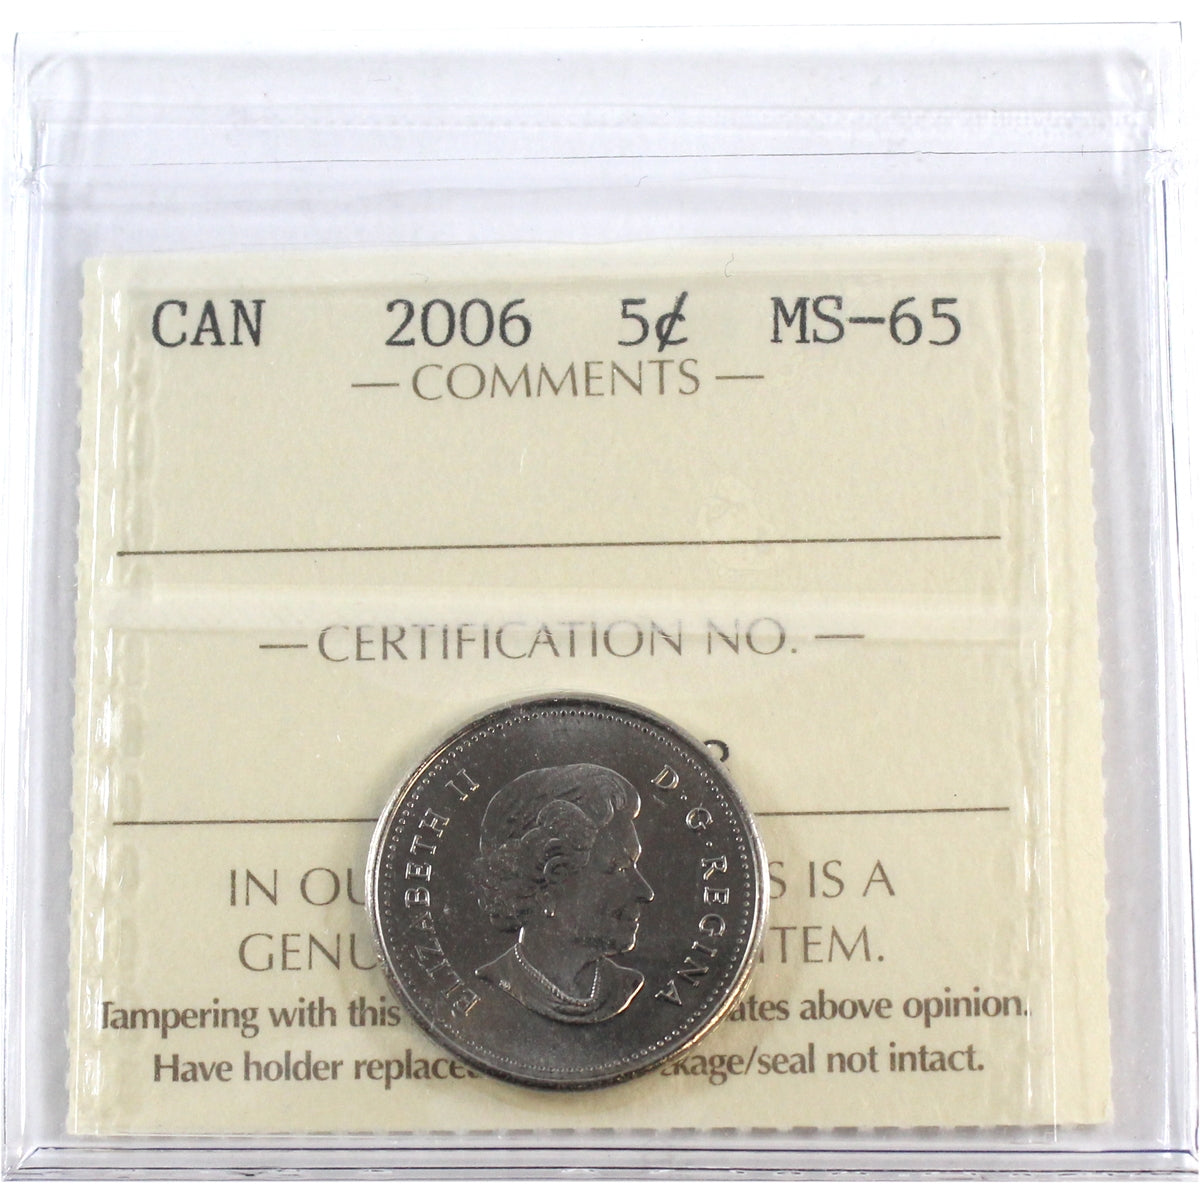 CAN 2006 5¢ MS-65
— COMMENTS —
— CERTIFICATION NO. —
ELIZABETH II D·G·REGINA
IN OU S IS A
GENU TEM.
Tampering with this ates above opinion.
Have holder replace kage/seal not intact.